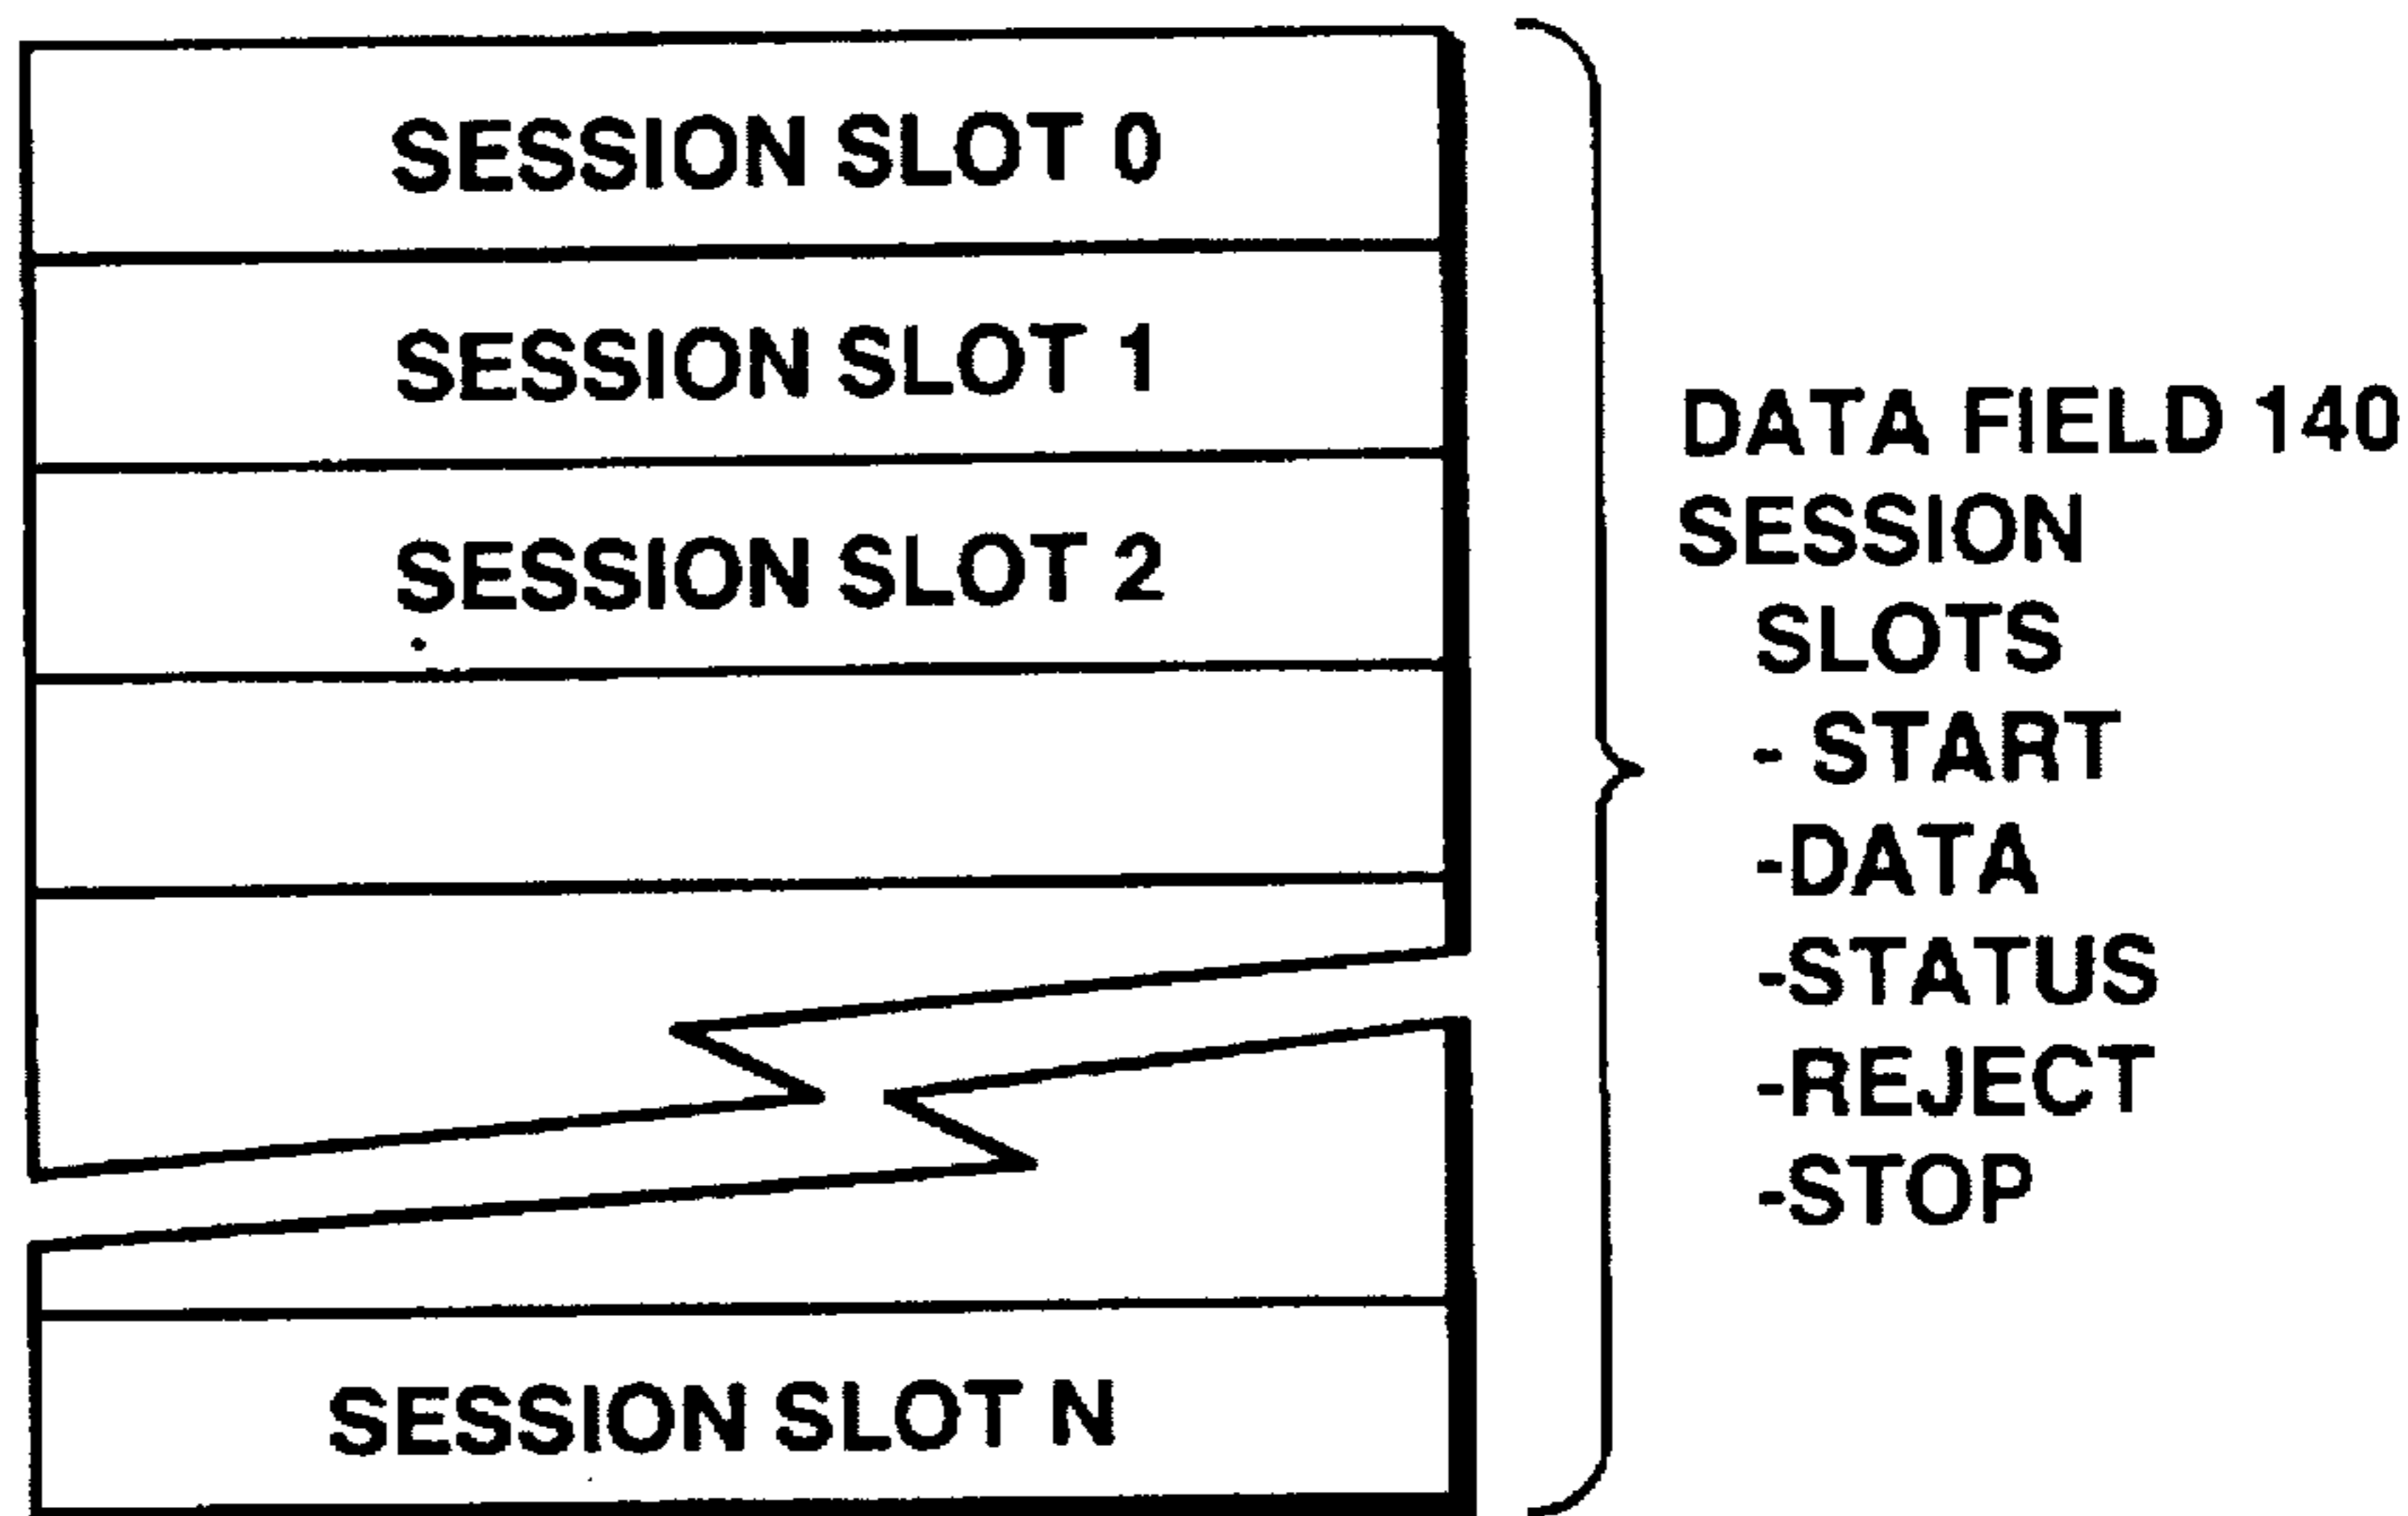 SESSION SLOT 0
SESSION SLOT 1
SESSION SLOT 2
SESSION SLOT N
DATA FIELD 140
SESSION
SLOTS
- START
-DATA
-STATUS
-REJECT
-STOP